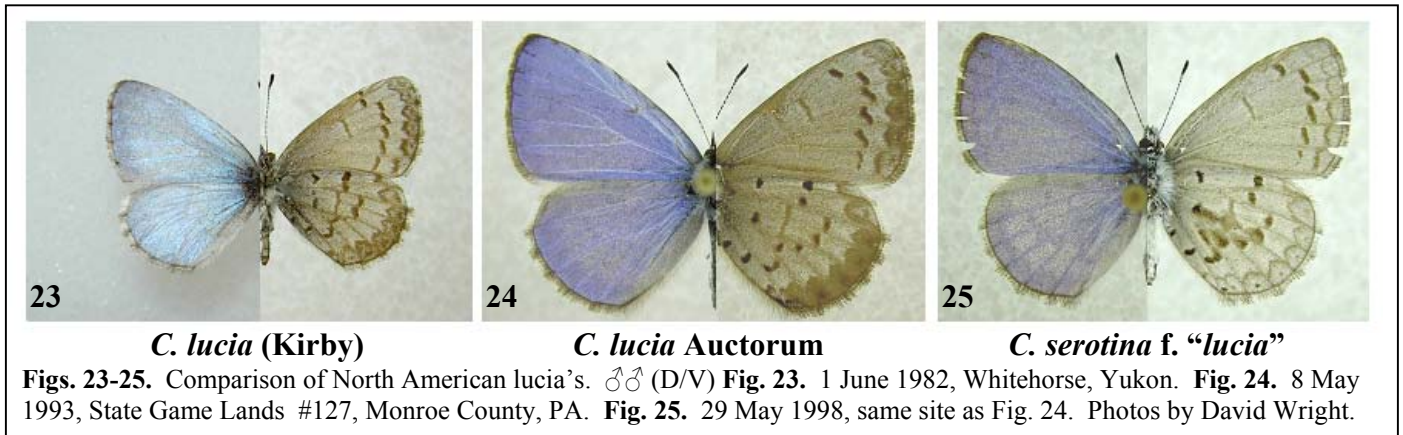 23
24
25
C. lucia (Kirby)
C. lucia Auctorum
C. serotina f. “lucia”
Figs. 23-25. Comparison of North American lucia’s. ♂♂ (D/V) Fig. 23. 1 June 1982, Whitehorse, Yukon. Fig. 24. 8 May
1993, State Game Lands #127, Monroe County, PA. Fig. 25. 29 May 1998, same site as Fig. 24. Photos by David Wright.